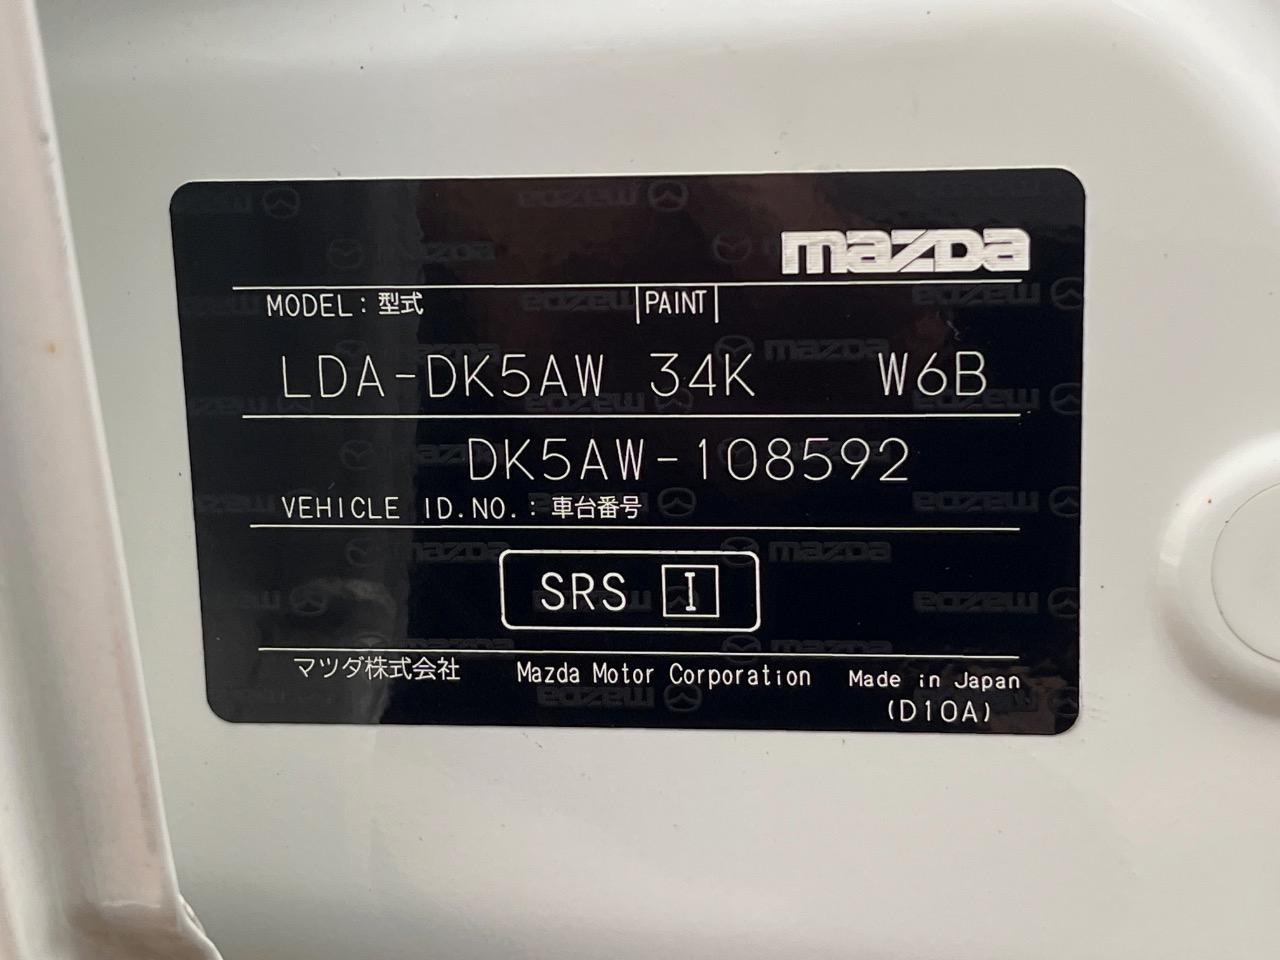 mazda
MODEL : 型式 |PAINT|
LDA-DK5AW 34K W6B
DK5AW-108592
VEHICLE ID.NO. : 車台番号
SRS I
マツダ株式会社 Mazda Motor Corporation Made in Japan
(D10A)